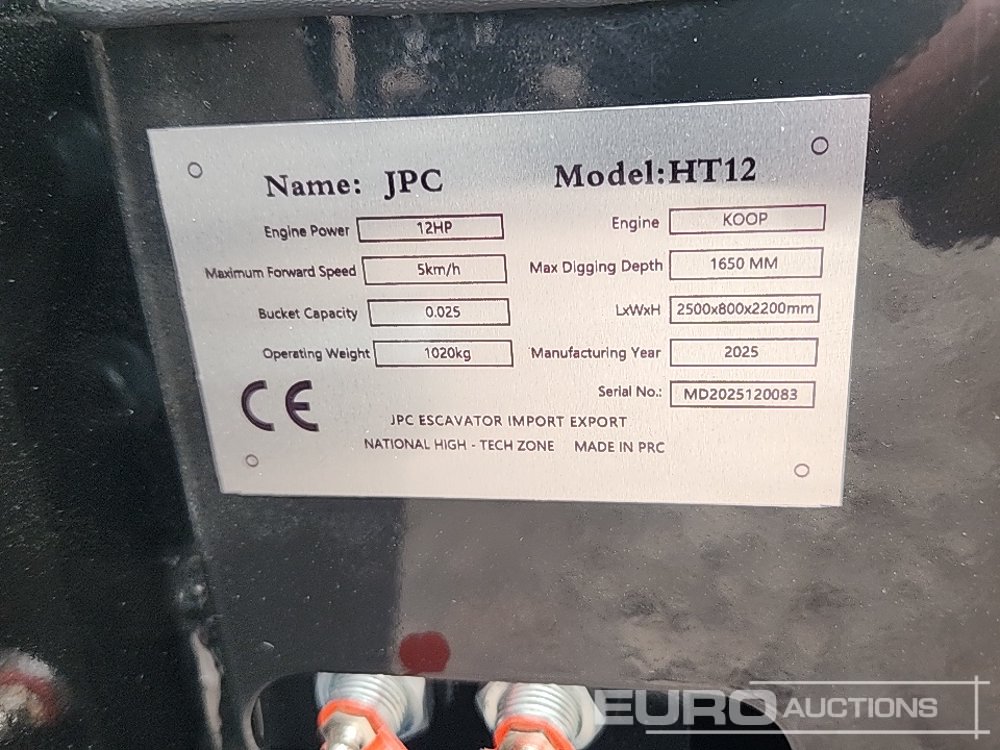 Name: JPC Model:HT12
Engine Power 12HP Engine KOOP
Maximum Forward Speed 5km/h Max Digging Depth 1650 MM
Bucket Capacity 0.025 LxWxH 2500x800x2200mm
Operating Weight 1020kg Manufacturing Year 2025
Serial No.: MD2025120083
CE
JPC ESCAVATOR IMPORT EXPORT
NATIONAL HIGH - TECH ZONE MADE IN PRC
EURO AUCTIONS